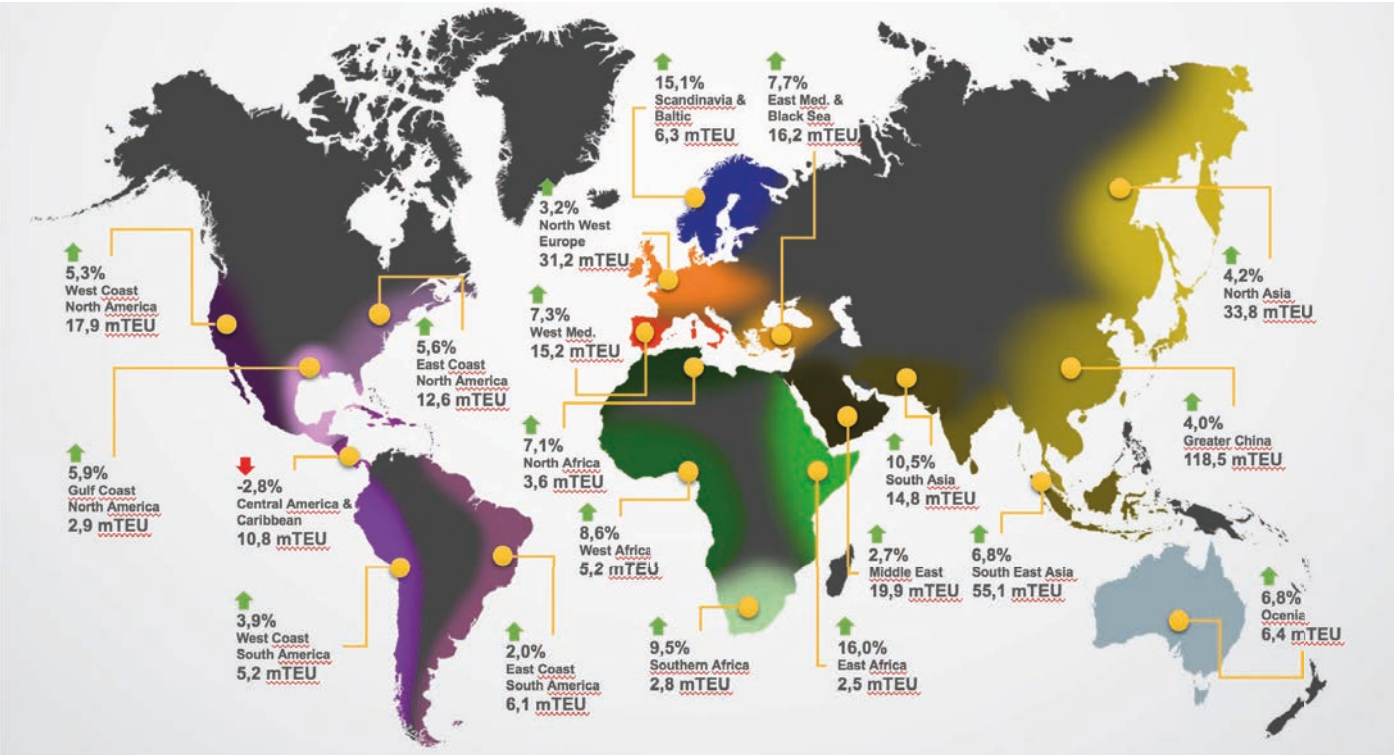 15,1%
Scandinavia &
Baltic
6,3 mTEU
7,7%
East Med. &
Black Sea
16,2 mTEU
3,2%
North West
Europe
31,2 mTEU
5,3%
West Coast
North America
17,9 mTEU
4,2%
North Asia
33,8 mTEU
7,3%
West Med.
15,2 mTEU
5,6%
East Coast
North America
12,6 mTEU
4,0%
Greater China
118,5 mTEU
7,1%
North Africa
3,6 mTEU
10,5%
South Asia
14,8 mTEU
5,9%
Gulf Coast
North America
2,9 mTEU
-2,8%
Central America &
Caribbean
10,8 mTEU
8,6%
West Africa
5,2 mTEU
2,7%
Middle East
19,9 mTEU
6,8%
South East Asia
55,1 mTEU
6,8%
Ocenia
6,4 mTEU
3,9%
West Coast
South America
5,2 mTEU
2,0%
East Coast
South America
6,1 mTEU
9,5%
Southern Africa
2,8 mTEU
16,0%
East Africa
2,5 mTEU